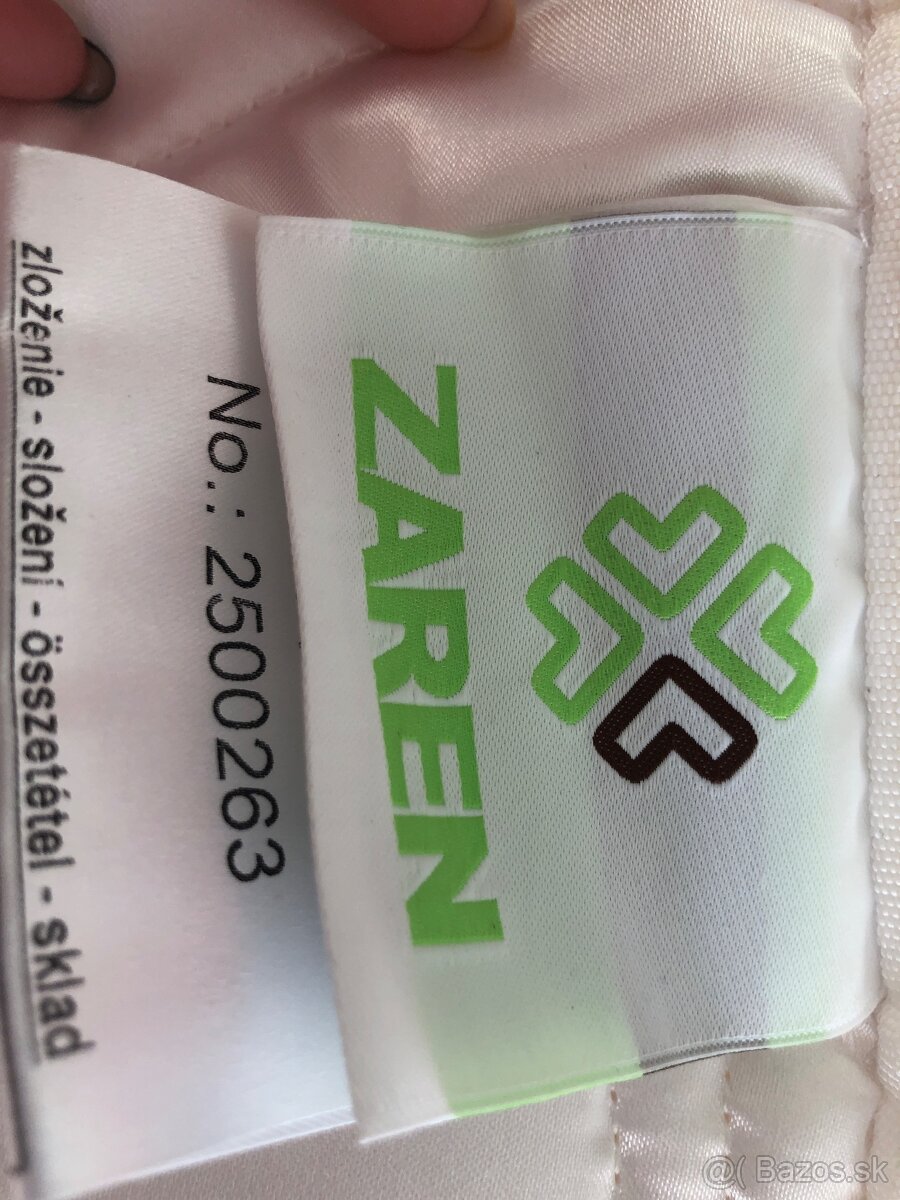 ZAREN
No.: 2500263
zloženie - složení - összetétel - sklad
@( Bazos.sk